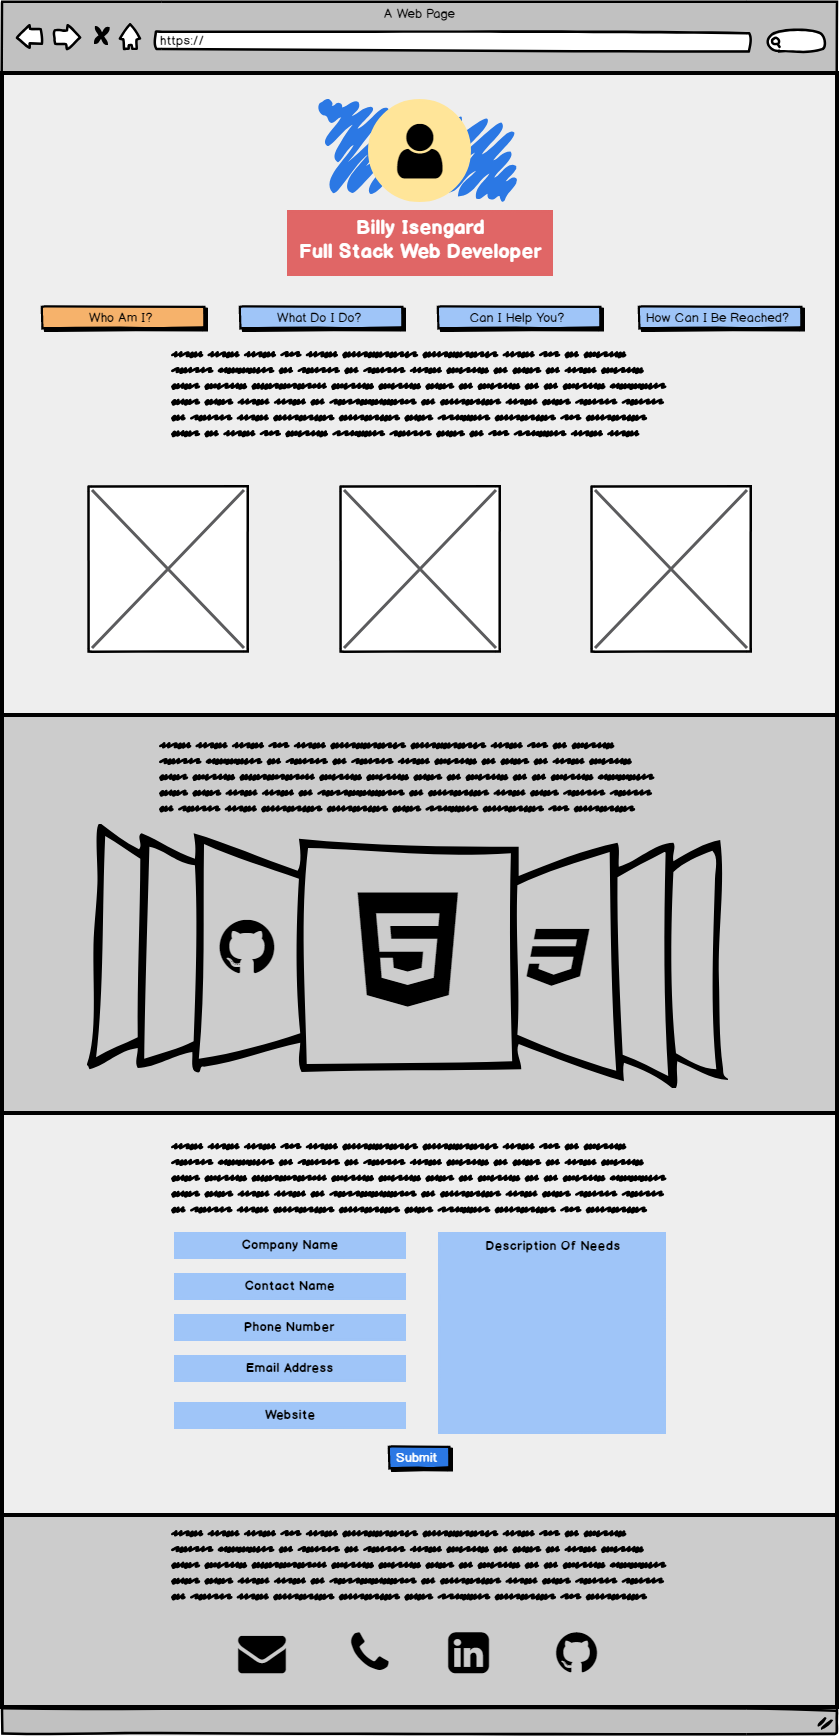 A Web Page
https://
Billy Isengard
Full Stack Web Developer
Who Am I?
What Do I Do?
Can I Help You?
How Can I Be Reached?
Company Name
Description Of Needs
Contact Name
Phone Number
Email Address
Website
Submit
in